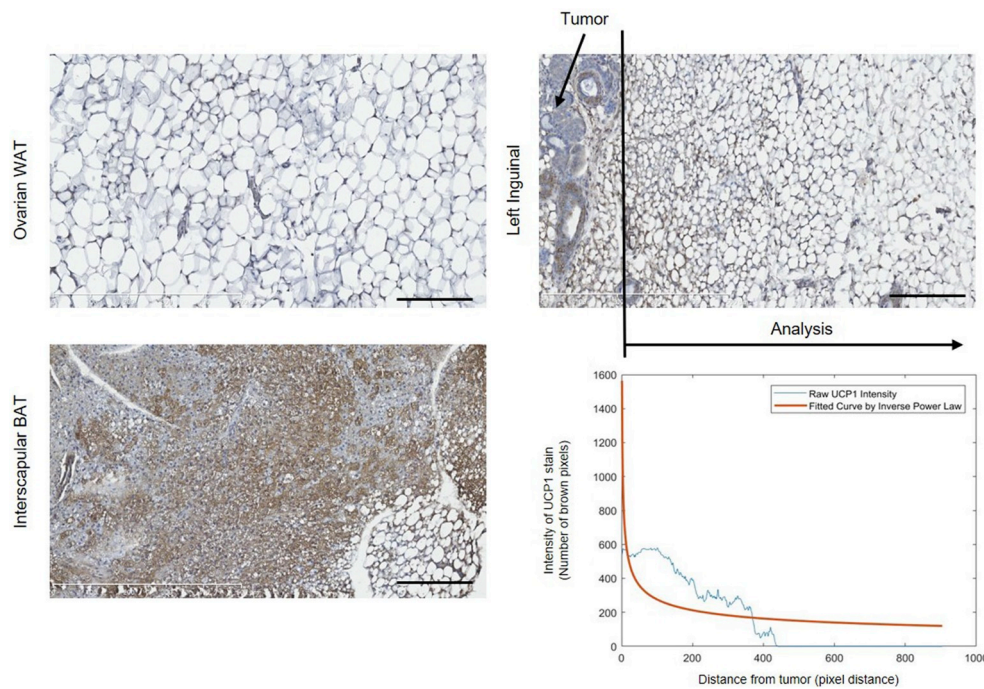 Tumor
Ovarian WAT
Left Inguinal
Analysis
Interscapular BAT
Intensity of UCP1 stain
(Number of brown pixels)
1600
1400
1200
1000
800
600
400
200
0
Raw UCP1 Intensity
Fitted Curve by Inverse Power Law
0 200 400 600 800 1000
Distance from tumor (pixel distance)